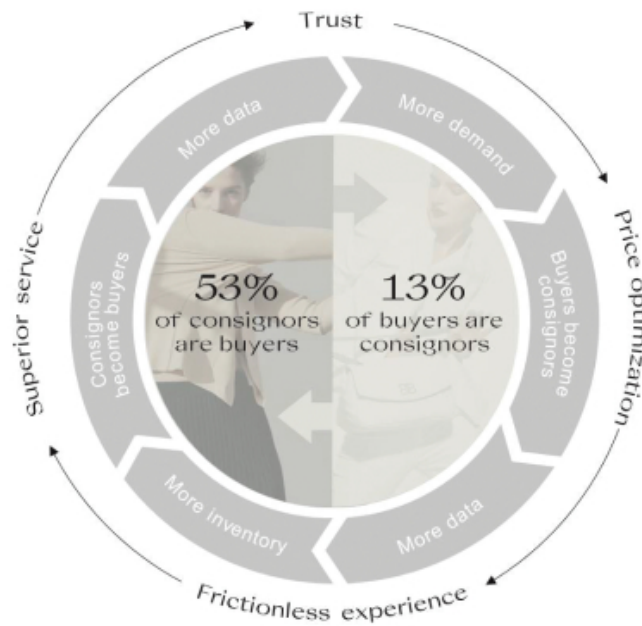 Trust
More data
More demand
Superior service
Consignors
become buyers
53%
of consignors
are buyers
13%
of buyers are
consignors
Buyers become
consignors
Price optimization
More inventory
More data
Frictionless experience